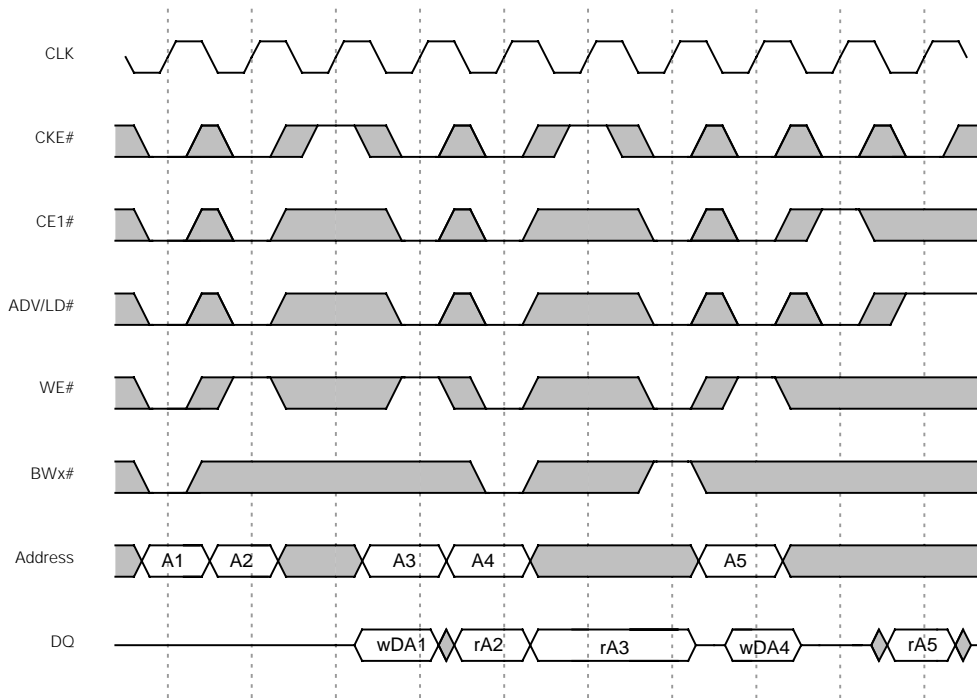 CLK
CKE#
CE1#
ADV/LD#
WE#
BWx#
Address A1 A2 A3 A4 A5
DQ wDA1 rA2 rA3 wDA4 rA5